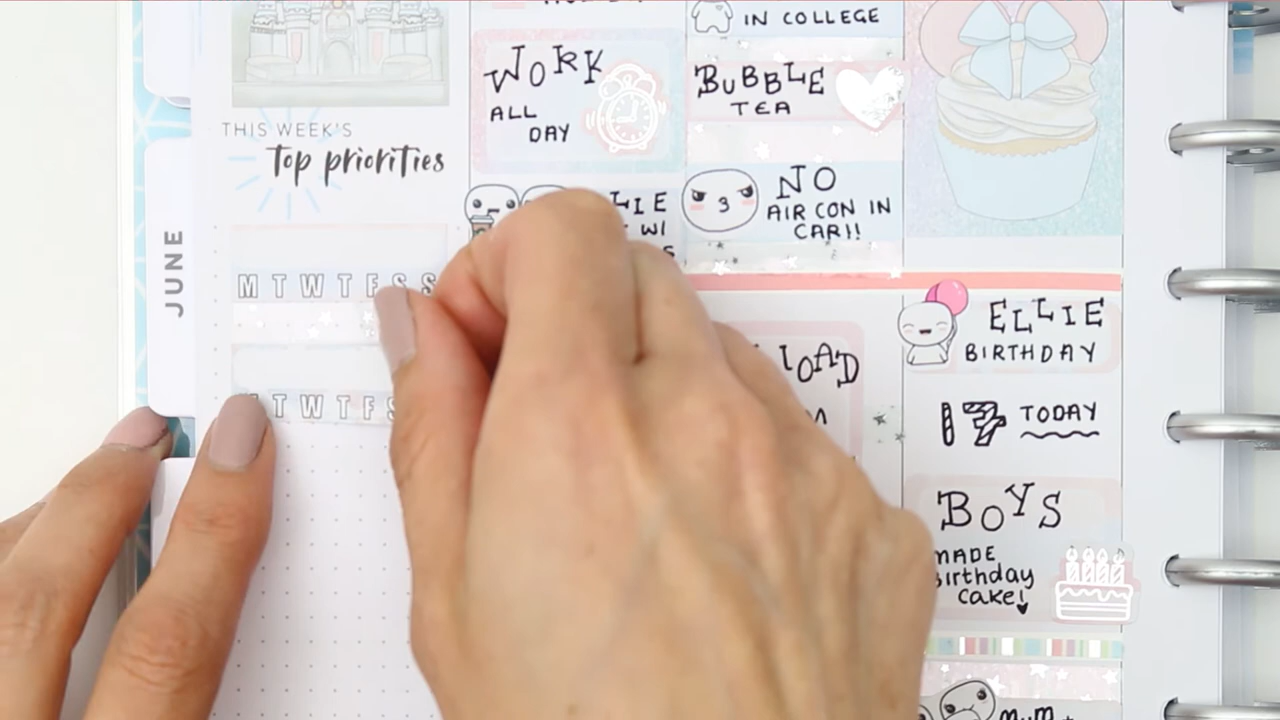 IN COLLEGE
WORK
ALL
DAY
BUBBLE
TEA
NO
AIR CON IN
CAR!!
THIS WEEK'S
Top priorities
JUNE
M T W T F S S
T W T F S
ELLIE
BIRTHDAY
17 TODAY
BOYS
MADE
Birthday
cake!
mum +